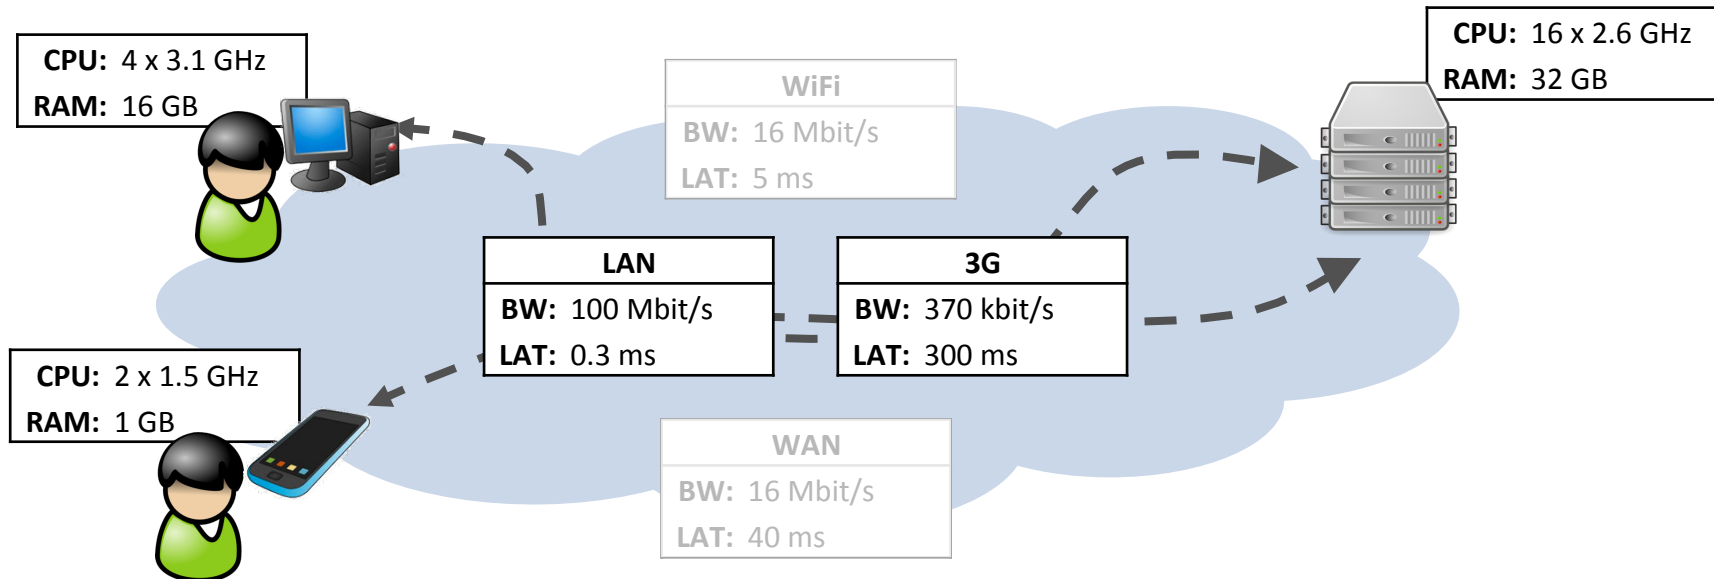 CPU: 4 x 3.1 GHz
RAM: 16 GB
WiFi
BW: 16 Mbit/s
LAT: 5 ms
CPU: 16 x 2.6 GHz
RAM: 32 GB
LAN
BW: 100 Mbit/s
LAT: 0.3 ms
3G
BW: 370 kbit/s
LAT: 300 ms
CPU: 2 x 1.5 GHz
RAM: 1 GB
WAN
BW: 16 Mbit/s
LAT: 40 ms